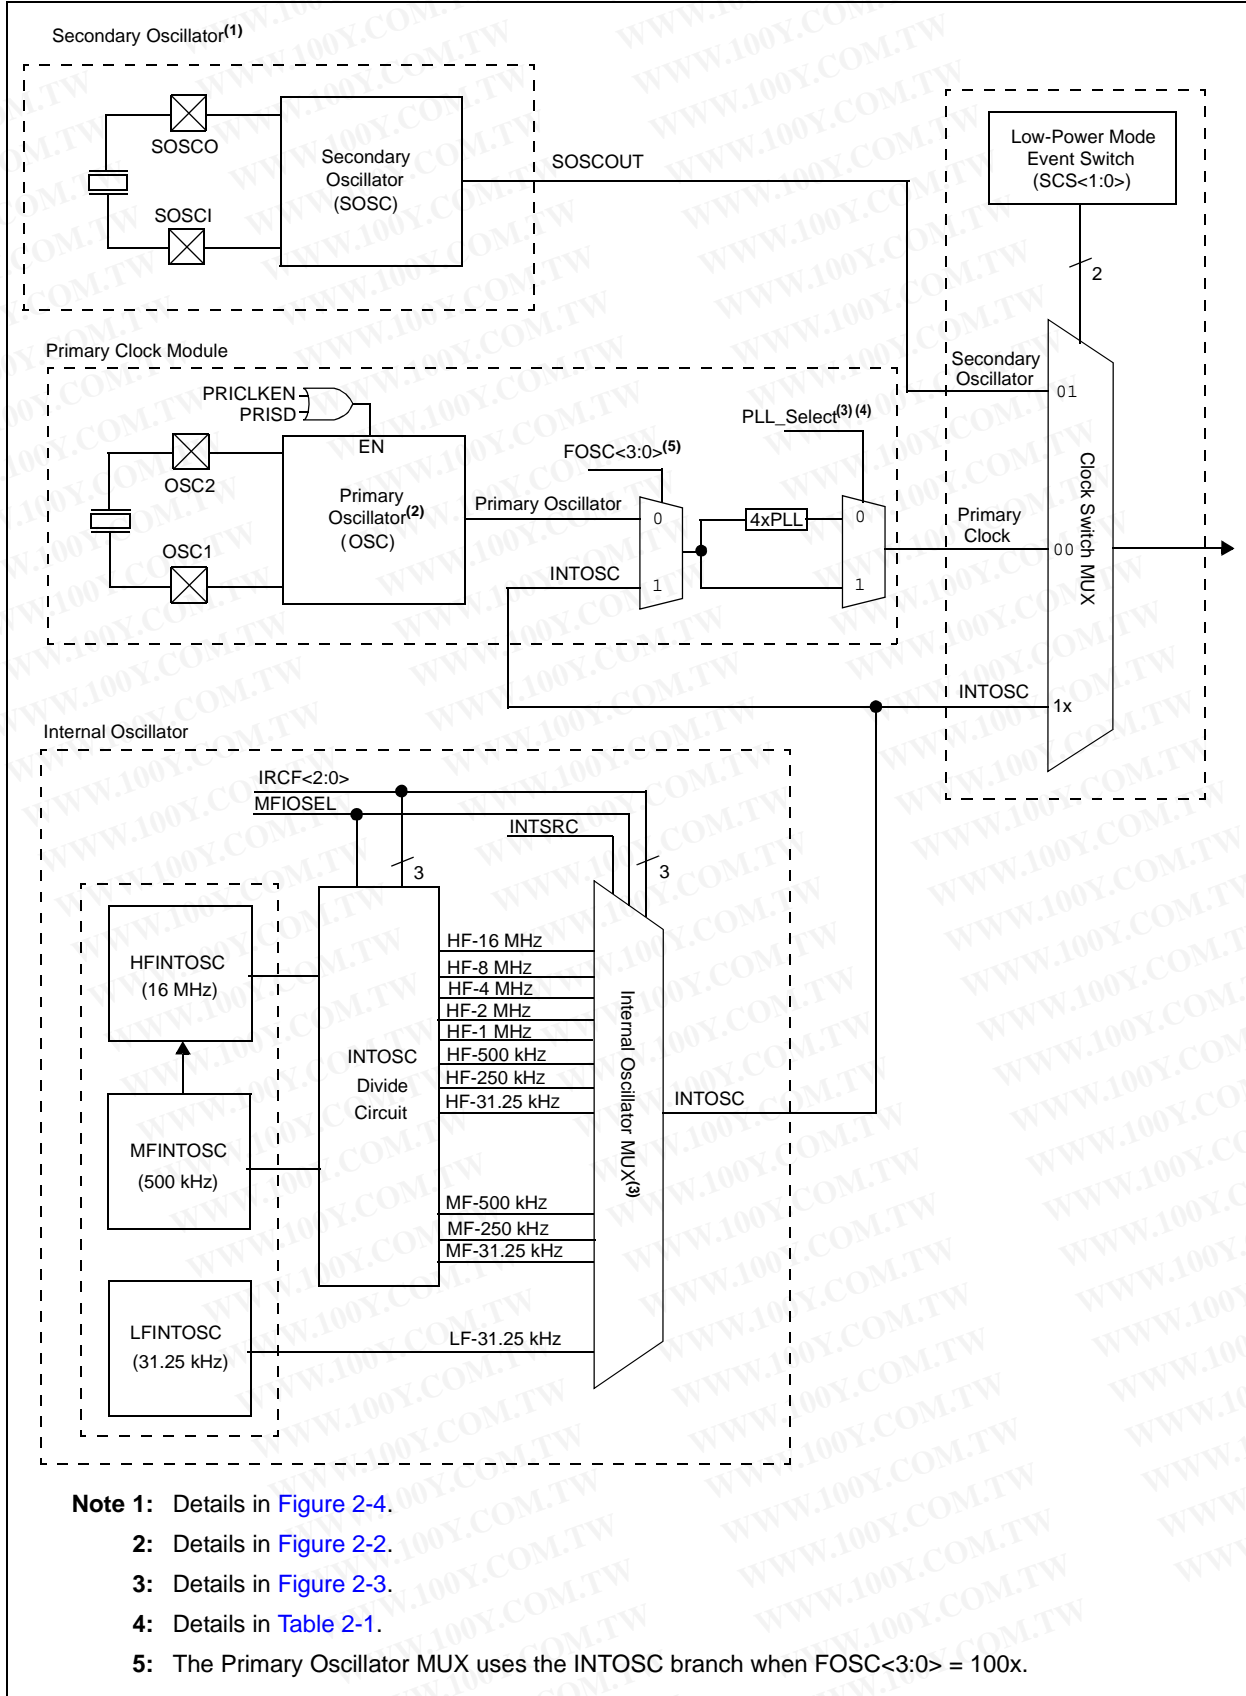 Secondary Oscillator(1)
SOSCO
SOSCI
Secondary
Oscillator
(SOSC)
SOSCOUT
Low-Power Mode
Event Switch
(SCS<1:0>)
2
Primary Clock Module
PRICLKEN
PRISD
EN
OSC2
OSC1
Primary
Oscillator(2)
(OSC)
Primary Oscillator
INTOSC
FOSC<3:0>(5)
0
1
PLL_Select(3) (4)
4xPLL
0
1
Secondary
Oscillator
01
Primary
Clock
00
INTOSC
1x
Clock Switch MUX
Internal Oscillator
IRCF<2:0>
MFIOSEL
INTSRC
3
3
HFINTOSC
(16 MHz)
MFINTOSC
(500 kHz)
LFINTOSC
(31.25 kHz)
INTOSC
Divide
Circuit
HF-16 MHz
HF-8 MHz
HF-4 MHz
HF-2 MHz
HF-1 MHz
HF-500 kHz
HF-250 kHz
HF-31.25 kHz
MF-500 kHz
MF-250 kHz
MF-31.25 kHz
LF-31.25 kHz
Internal Oscillator MUX(3)
INTOSC
Note 1: Details in Figure 2-4.
2: Details in Figure 2-2.
3: Details in Figure 2-3.
4: Details in Table 2-1.
5: The Primary Oscillator MUX uses the INTOSC branch when FOSC<3:0> = 100x.
WWW.100Y.COM.TW